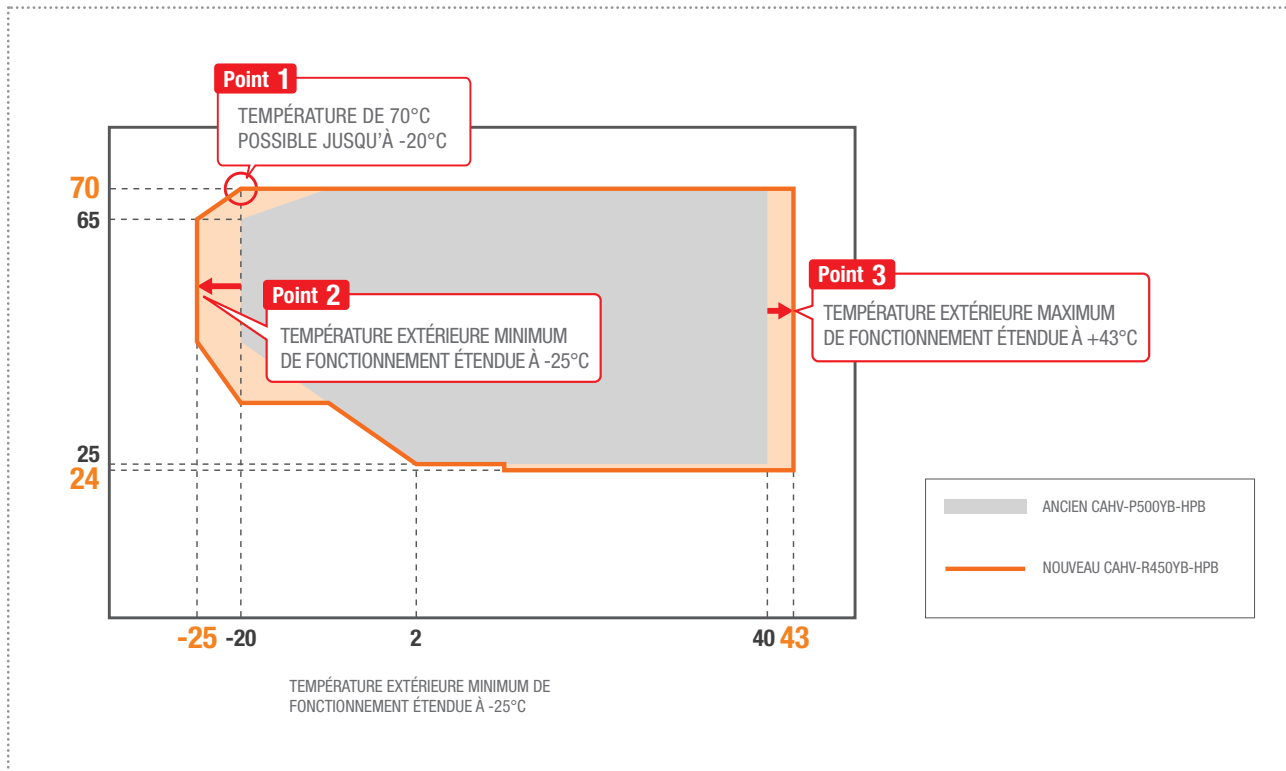 Point 1
TEMPÉRATURE DE 70°C
POSSIBLE JUSQU'À -20°C
70
65
Point 2
TEMPÉRATURE EXTÉRIEURE MINIMUM
DE FONCTIONNEMENT ÉTENDUE À -25°C
Point 3
TEMPÉRATURE EXTÉRIEURE MAXIMUM
DE FONCTIONNEMENT ÉTENDUE À +43°C
25
24
ANCIEN CAHV-P500YB-HPB
NOUVEAU CAHV-R450YB-HPB
-25 -20 2 40 43
TEMPÉRATURE EXTÉRIEURE MINIMUM DE
FONCTIONNEMENT ÉTENDUE À -25°C